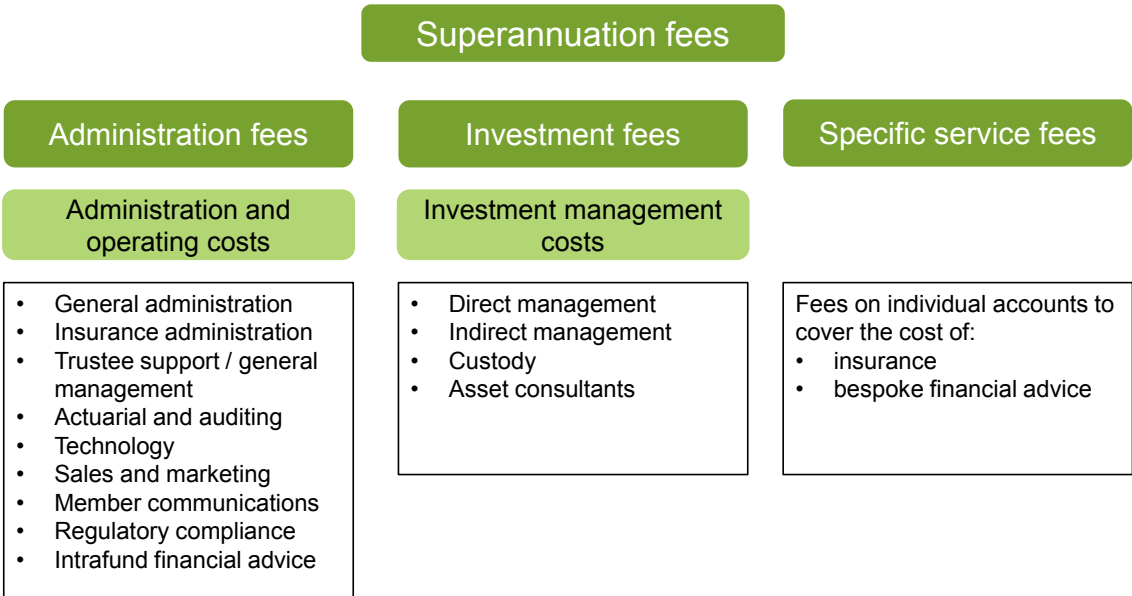 Superannuation fees
Administration fees
Investment fees
Specific service fees
Administration and
operating costs
Investment management
costs
• General administration
• Insurance administration
• Trustee support / general
management
• Actuarial and auditing
• Technology
• Sales and marketing
• Member communications
• Regulatory compliance
• Intrafund financial advice
• Direct management
• Indirect management
• Custody
• Asset consultants
Fees on individual accounts to
cover the cost of:
• insurance
• bespoke financial advice